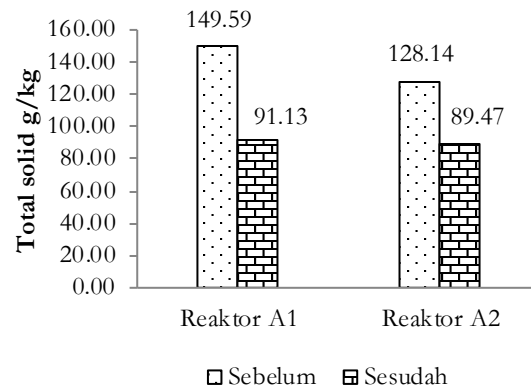 Total solid g/kg
160.00
140.00
120.00
100.00
80.00
60.00
40.00
20.00
0.00
149.59
91.13
128.14
89.47
Reaktor A1
Reaktor A2
Sebelum
Sesudah